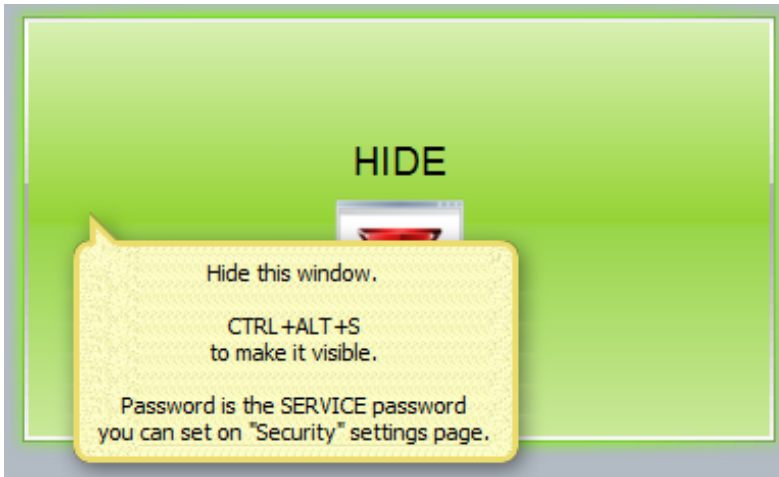 HIDE
Hide this window.
CTRL+ALT+S
to make it visible.
Password is the SERVICE password
you can set on "Security" settings page.